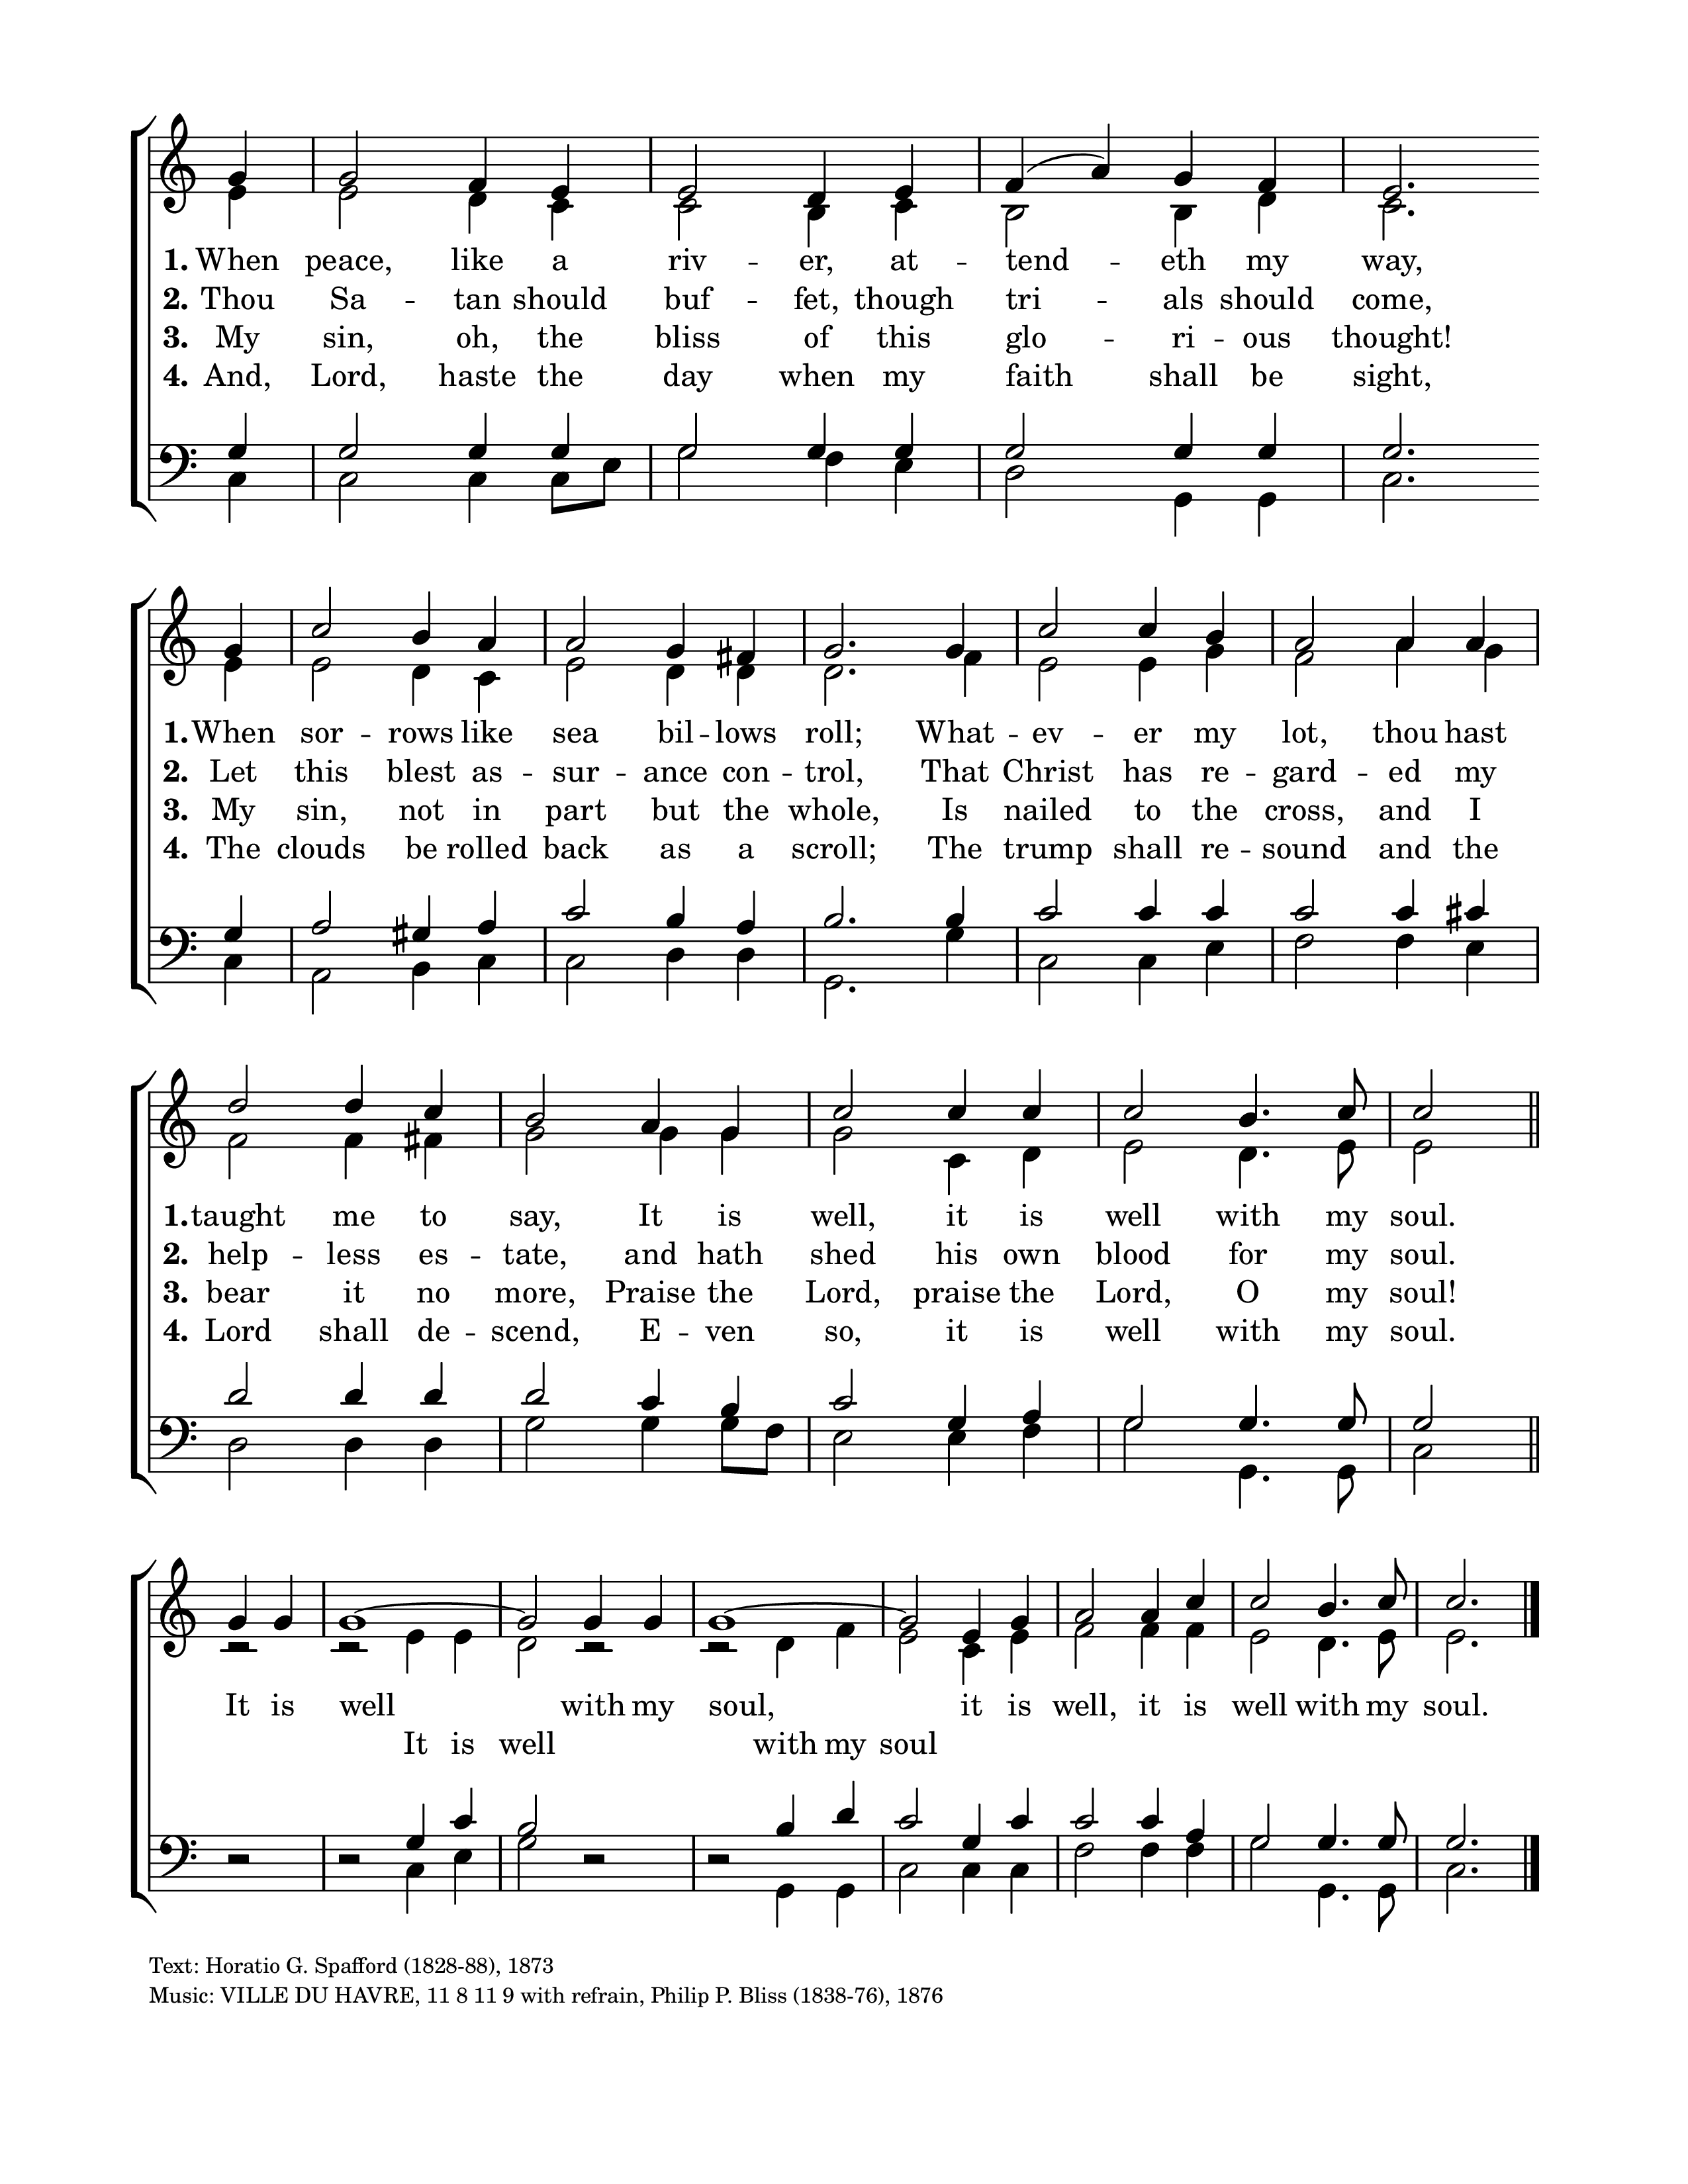 1. When peace, like a riv - er, at - tend - eth my way,
2. Thou Sa - tan should buf - fet, though tri - als should come,
3. My sin, oh, the bliss of this glo - ri - ous thought!
4. And, Lord, haste the day when my faith shall be sight,
1. When sor - rows like sea bil - lows roll; What - ev - er my lot, thou hast
2. Let this blest as - sur - ance con - trol, That Christ has re - gard - ed my
3. My sin, not in part but the whole, Is nailed to the cross, and I
4. The clouds be rolled back as a scroll; The trump shall re - sound and the
1. taught me to say, It is well, it is well with my soul.
2. help - less es - tate, and hath shed his own blood for my soul.
3. bear it no more, Praise the Lord, praise the Lord, O my soul!
4. Lord shall de - scend, E - ven so, it is well with my soul.
It is well with my soul, it is well, it is well with my soul.
It is well with my soul
Text: Horatio G. Spafford (1828-88), 1873
Music: VILLE DU HAVRE, 11 8 11 9 with refrain, Philip P. Bliss (1838-76), 1876